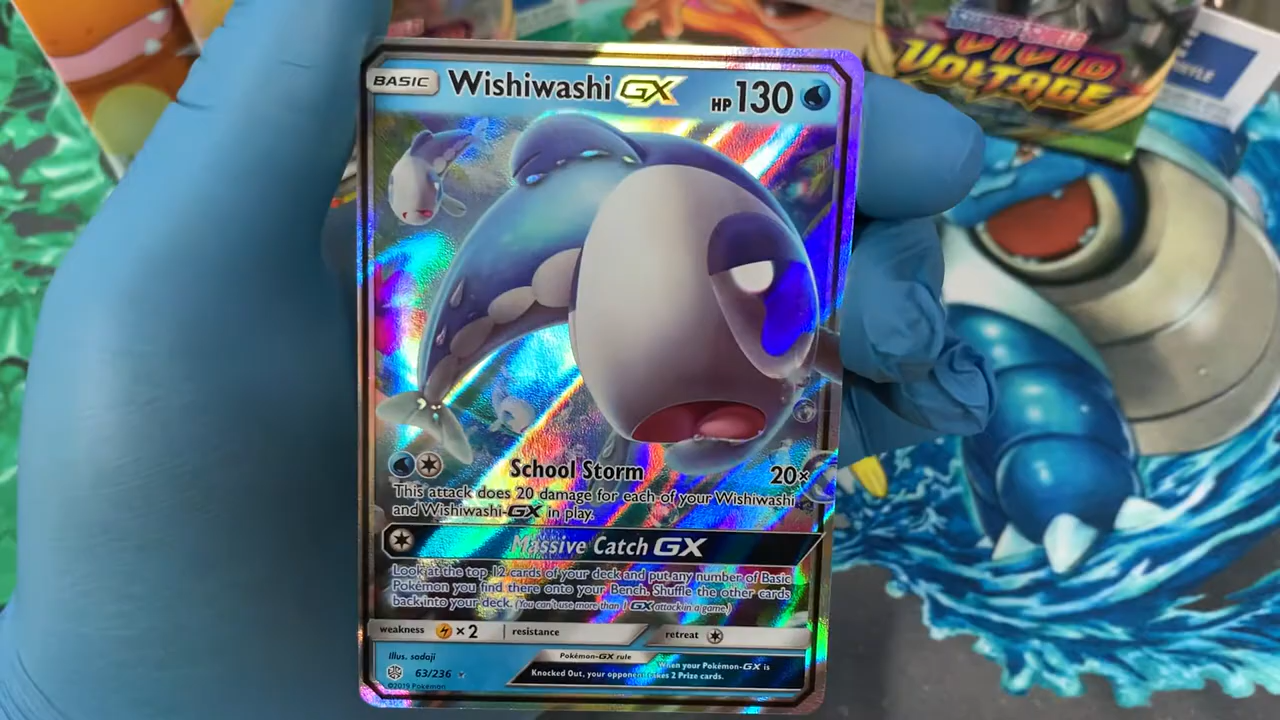 VIVID
VOLTAGE
BASIC Wishiwashi GX HP 130
School Storm 20×
This attack does 20 damage for each of your Wishiwashi
and Wishiwashi-GX in play.
Massive Catch GX
Look at the top 12 cards of your deck and put any number of Basic
Pokémon you find there onto your Bench. Shuffle the other cards
back into your deck. (You can't use more than 1 GX attack in a game.)
weakness ×2 resistance retreat
Illus. sodaji
Pokémon-GX rule
When your Pokémon-GX is
Knocked Out, your opponent takes 2 Prize cards.
63/236
©2019 Pokémon